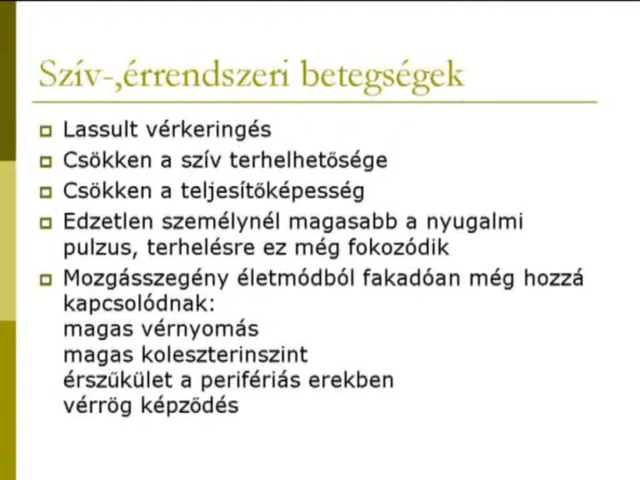 Szív-,érrendszeri betegségek
Lassult vérkeringés
Csökken a szív terhelhetősége
Csökken a teljesítőképesség
Edzetlen személynél magasabb a nyugalmi
pulzus, terhelésre ez még fokozódik
Mozgásszegény életmódból fakadóan még hozzá
kapcsolódnak:
magas vérnyomás
magas koleszterinszint
érszűkület a perifériás erekben
vérrög képződés